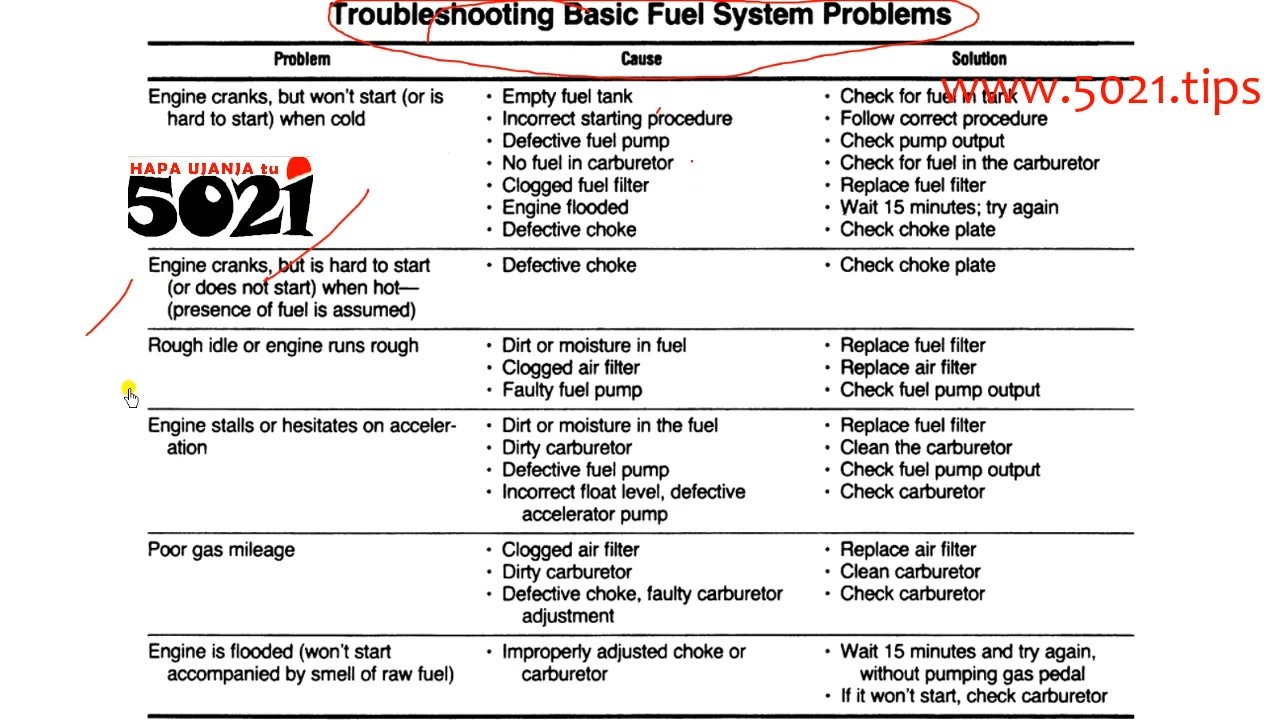 Troubleshooting Basic Fuel System Problems
Problem Cause Solution
www.5021.tips
Engine cranks, but won't start (or is
hard to start) when cold
• Empty fuel tank
• Incorrect starting procedure
• Defective fuel pump
• No fuel in carburetor
• Clogged fuel filter
• Engine flooded
• Defective choke
• Check for fuel in tank
• Follow correct procedure
• Check pump output
• Check for fuel in the carburetor
• Replace fuel filter
• Wait 15 minutes; try again
• Check choke plate
HAPA UJANJA tu
5021
Engine cranks, but is hard to start
(or does not start) when hot—
(presence of fuel is assumed)
• Defective choke
• Check choke plate
Rough idle or engine runs rough
• Dirt or moisture in fuel
• Clogged air filter
• Faulty fuel pump
• Replace fuel filter
• Replace air filter
• Check fuel pump output
Engine stalls or hesitates on acceler-
ation
• Dirt or moisture in the fuel
• Dirty carburetor
• Defective fuel pump
• Incorrect float level, defective
accelerator pump
• Replace fuel filter
• Clean the carburetor
• Check fuel pump output
• Check carburetor
Poor gas mileage
• Clogged air filter
• Dirty carburetor
• Defective choke, faulty carburetor
adjustment
• Replace air filter
• Clean carburetor
• Check carburetor
Engine is flooded (won't start
accompanied by smell of raw fuel)
• Improperly adjusted choke or
carburetor
• Wait 15 minutes and try again,
without pumping gas pedal
• If it won't start, check carburetor